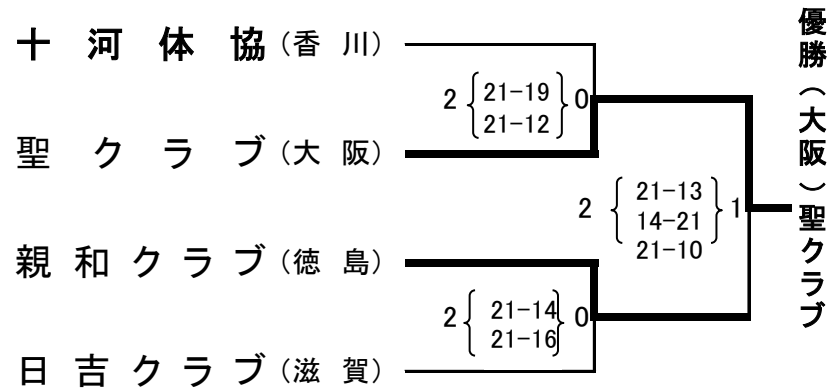 十河体協(香川)
2 21-19 0
21-12
聖クラブ(大阪)
2 21-13 1
14-21
21-10
親和クラブ(徳島)
2 21-14 0
21-16
日吉クラブ(滋賀)
優勝(大阪)聖クラブ